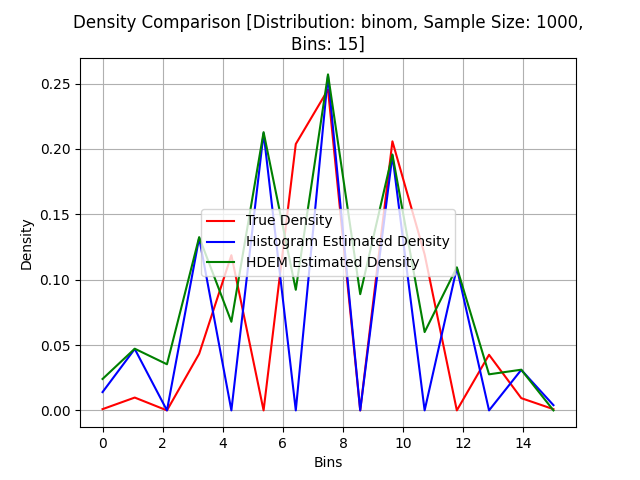 Density Comparison [Distribution: binom, Sample Size: 1000,
Bins: 15]
0.25
0.20
0.15
0.10
0.05
0.00
Density
True Density
Histogram Estimated Density
HDEM Estimated Density
0 2 4 6 8 10 12 14
Bins